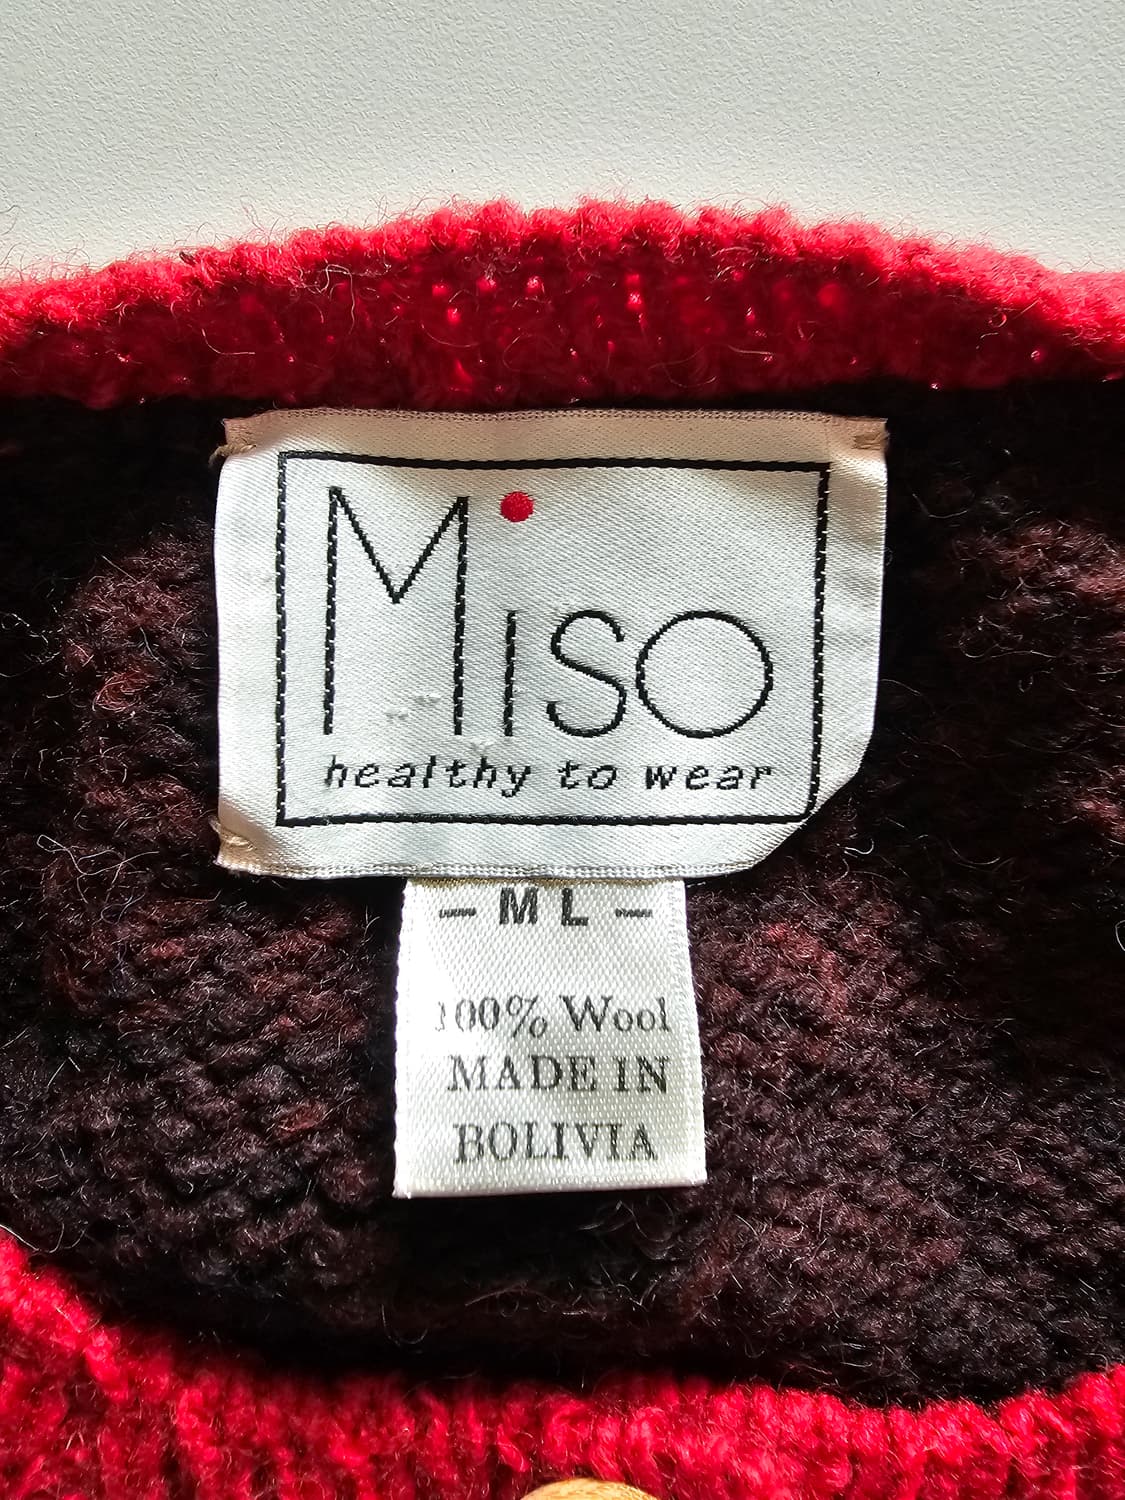 Miso
healthy to wear
- M L -
100% Wool
MADE IN
BOLIVIA